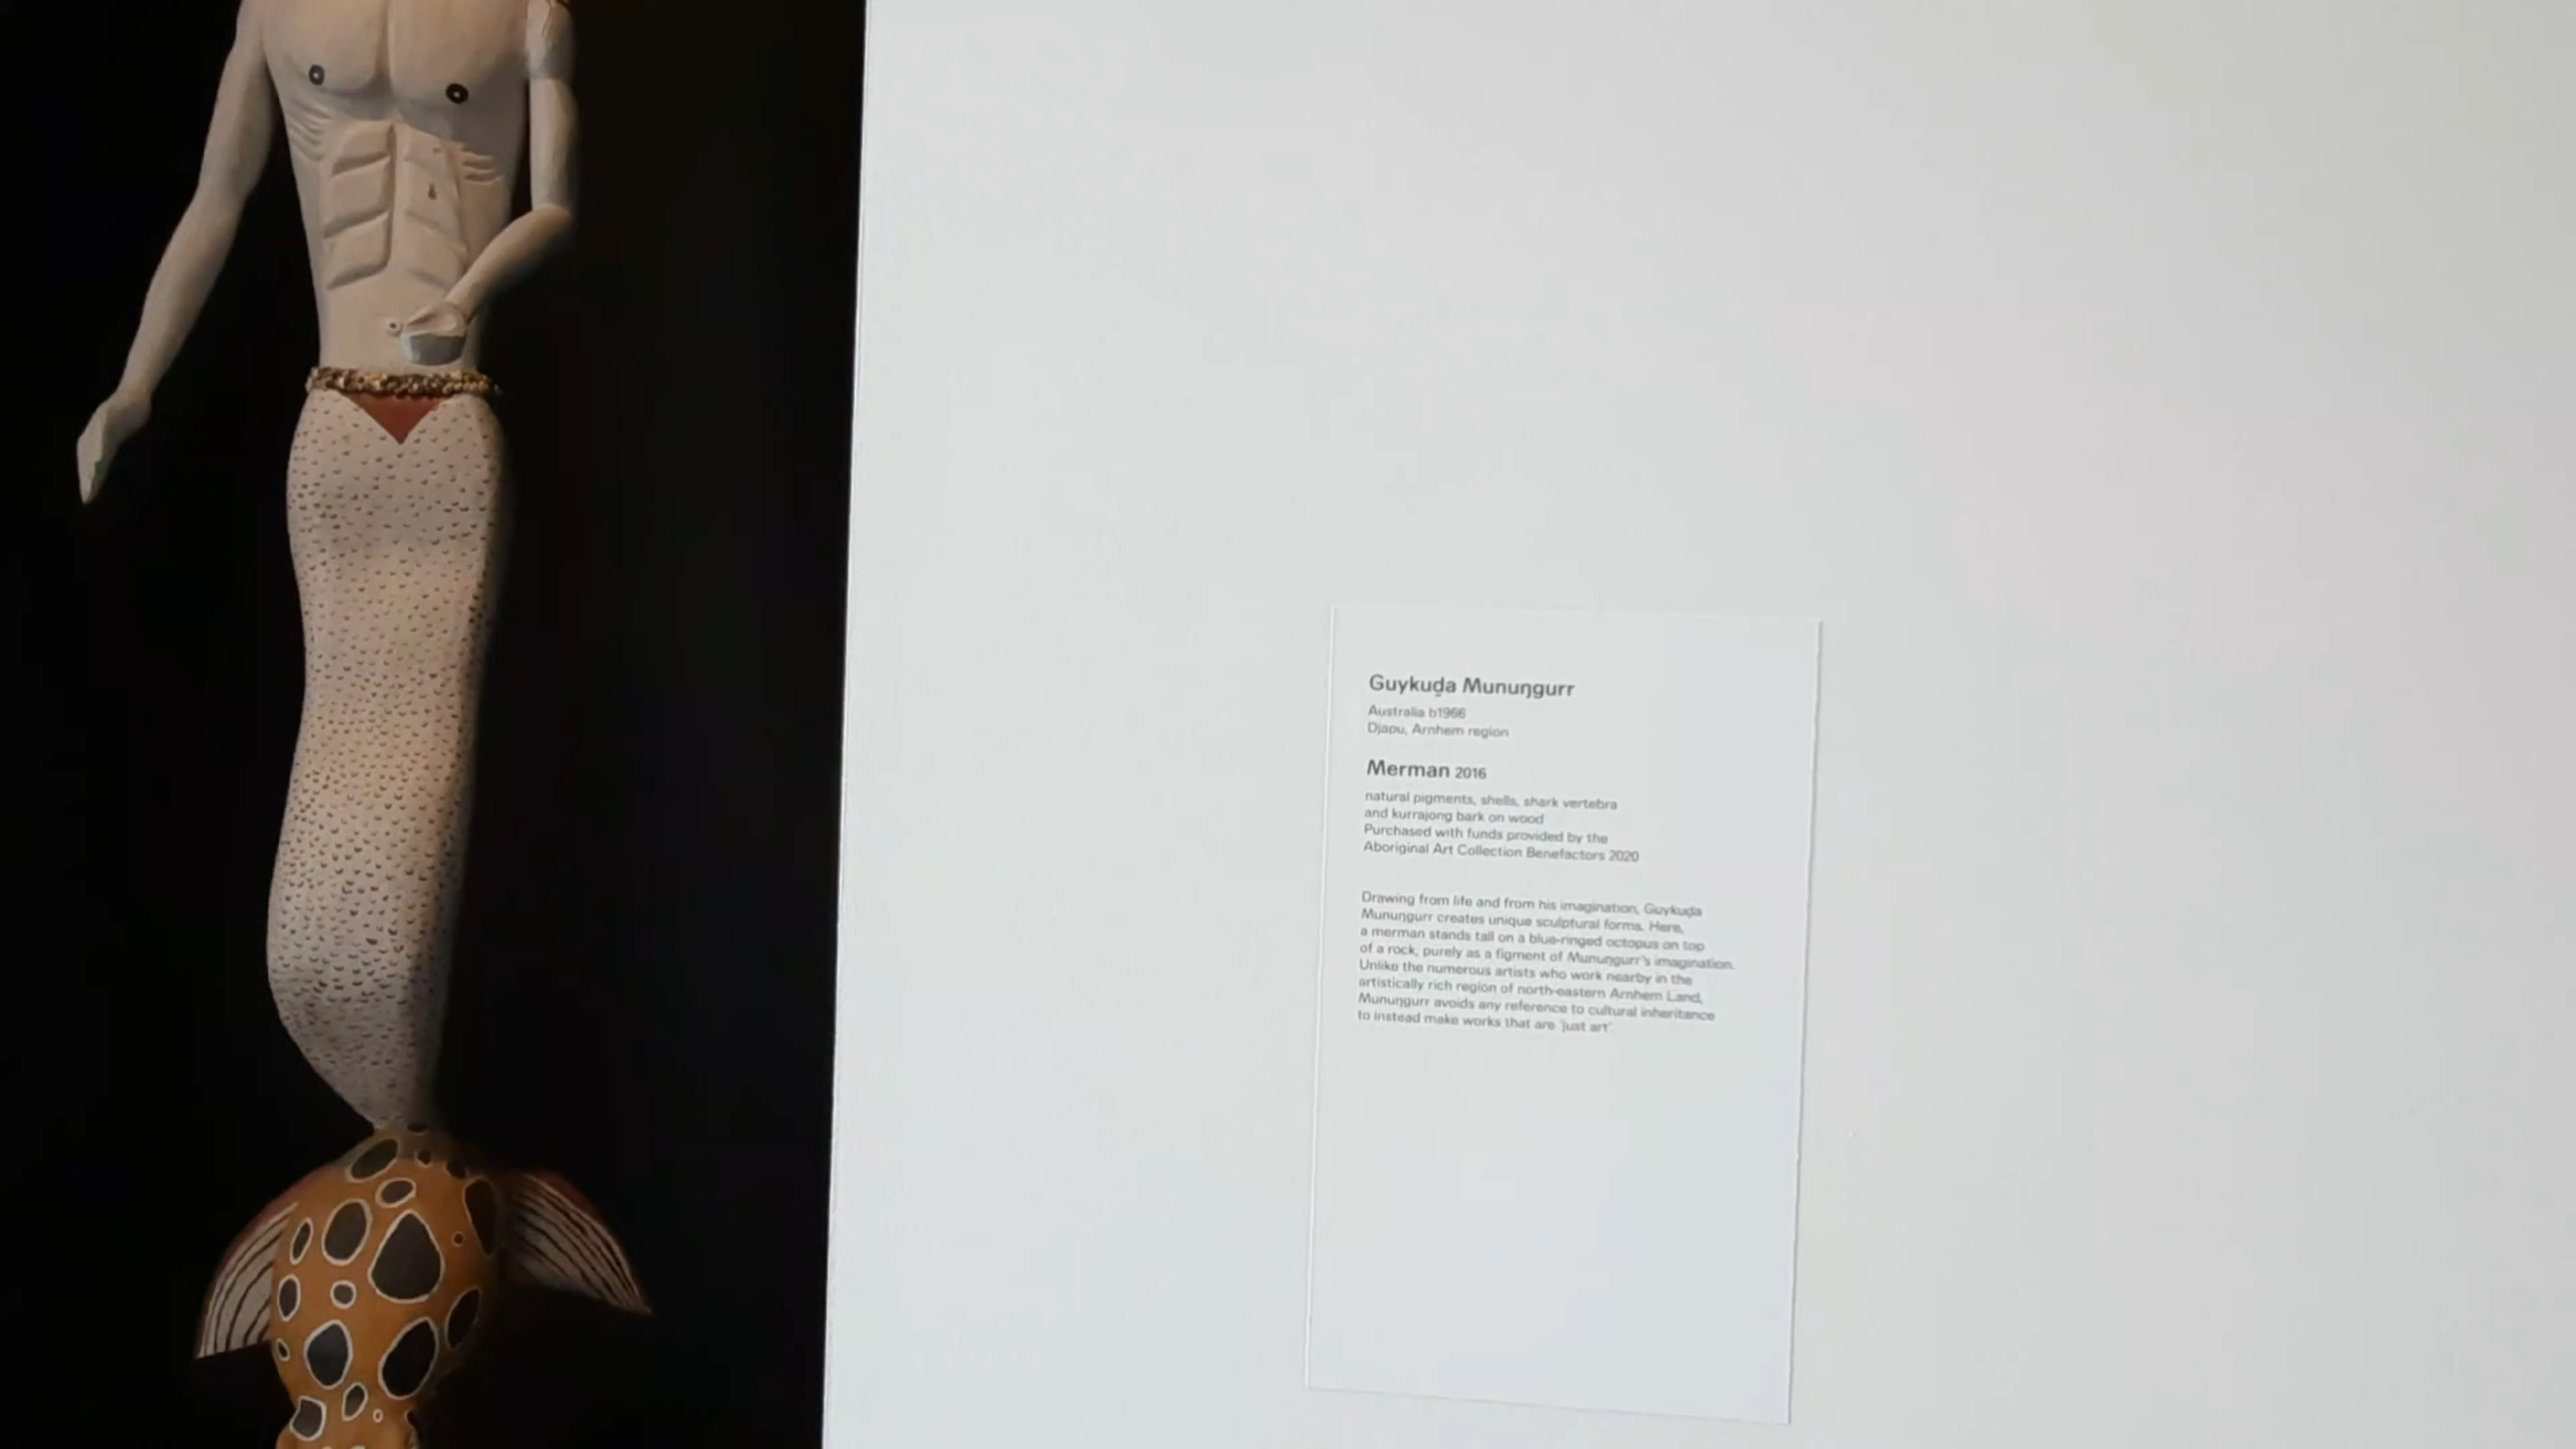 Guykuḏa Munuŋgurr
Australia b1966
Djapu, Arnhem region
Merman 2016
natural pigments, shells, shark vertebra
and kurrajong bark on wood
Purchased with funds provided by the
Aboriginal Art Collection Benefactors 2020
Drawing from life and from his imagination, Guykuḏa
Munuŋgurr creates unique sculptural forms. Here,
a merman stands tall on a blue-ringed octopus on top
of a rock, purely as a figment of Munuŋgurr's imagination.
Unlike the numerous artists who work nearby in the
artistically rich region of north-eastern Arnhem Land,
Munuŋgurr avoids any reference to cultural inheritance
to instead make works that are 'just art'